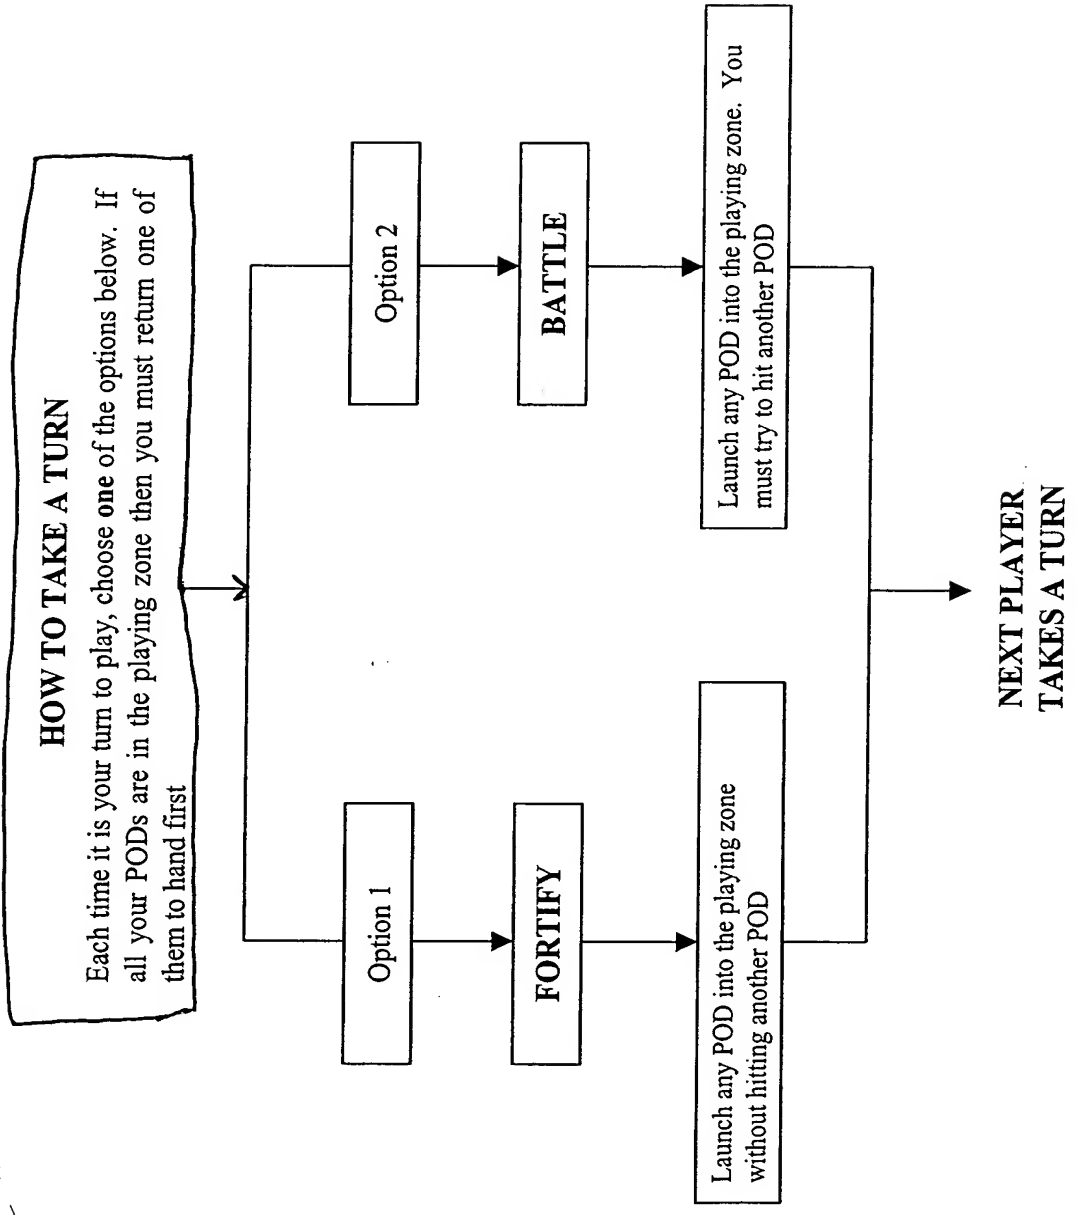 HOW TO TAKE A TURN
Each time it is your turn to play, choose one of the options below. If
all your PODs are in the playing zone then you must return one of
them to hand first
Option 1
FORTIFY
Launch any POD into the playing zone
without hitting another POD
Option 2
BATTLE
Launch any POD into the playing zone. You
must try to hit another POD
NEXT PLAYER
TAKES A TURN